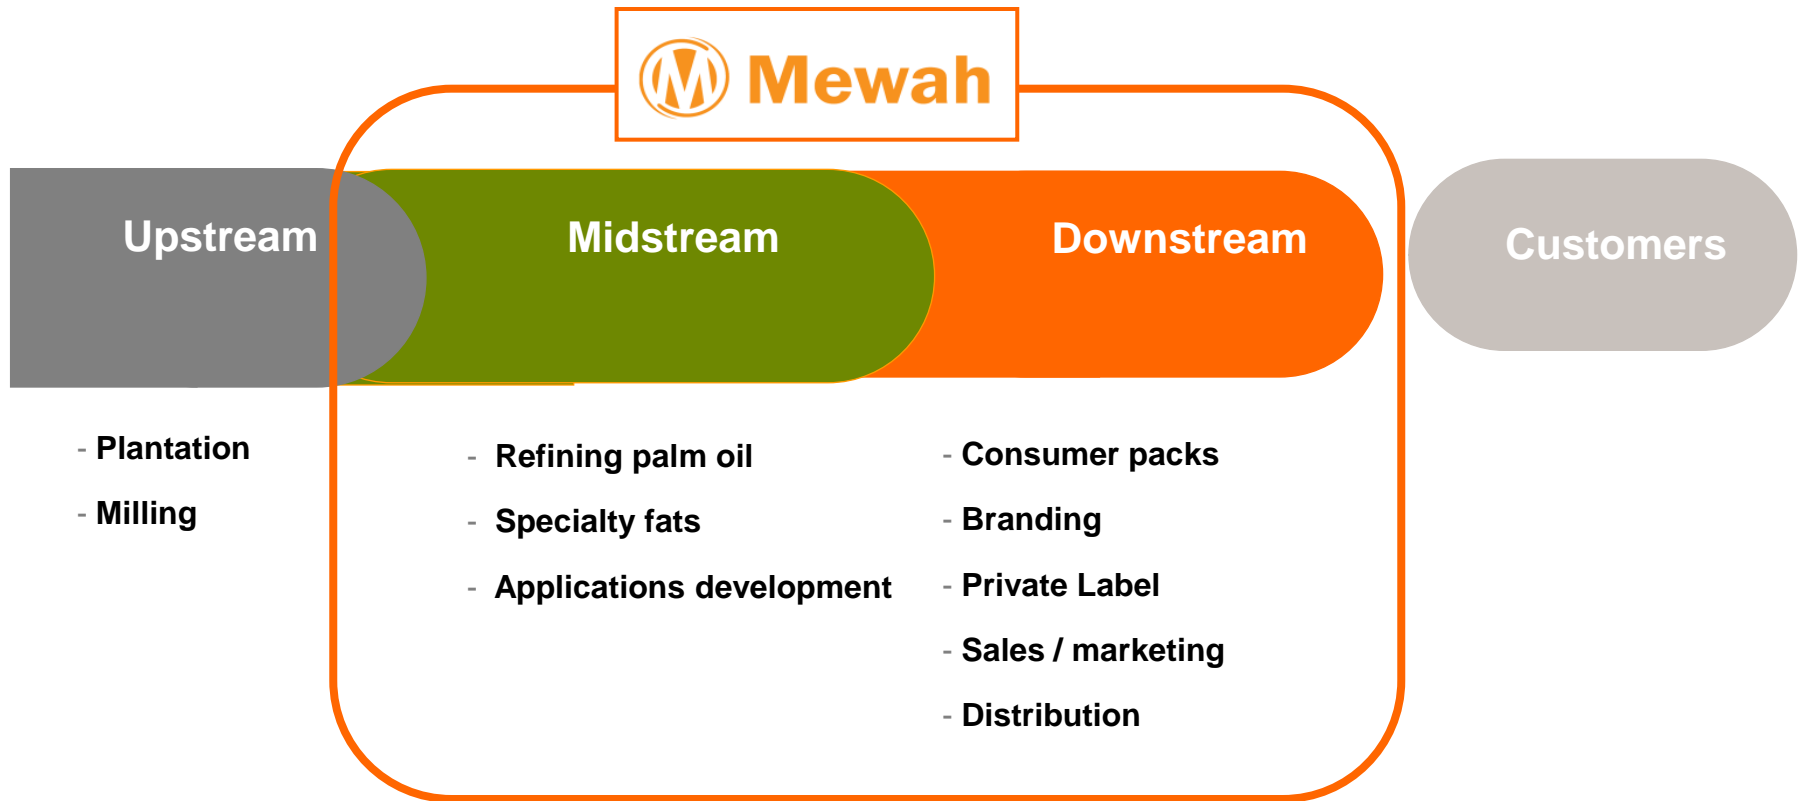 Mewah
Upstream
Midstream
Downstream
Customers
- Plantation
- Milling
- Refining palm oil
- Specialty fats
- Applications development
- Consumer packs
- Branding
- Private Label
- Sales / marketing
- Distribution